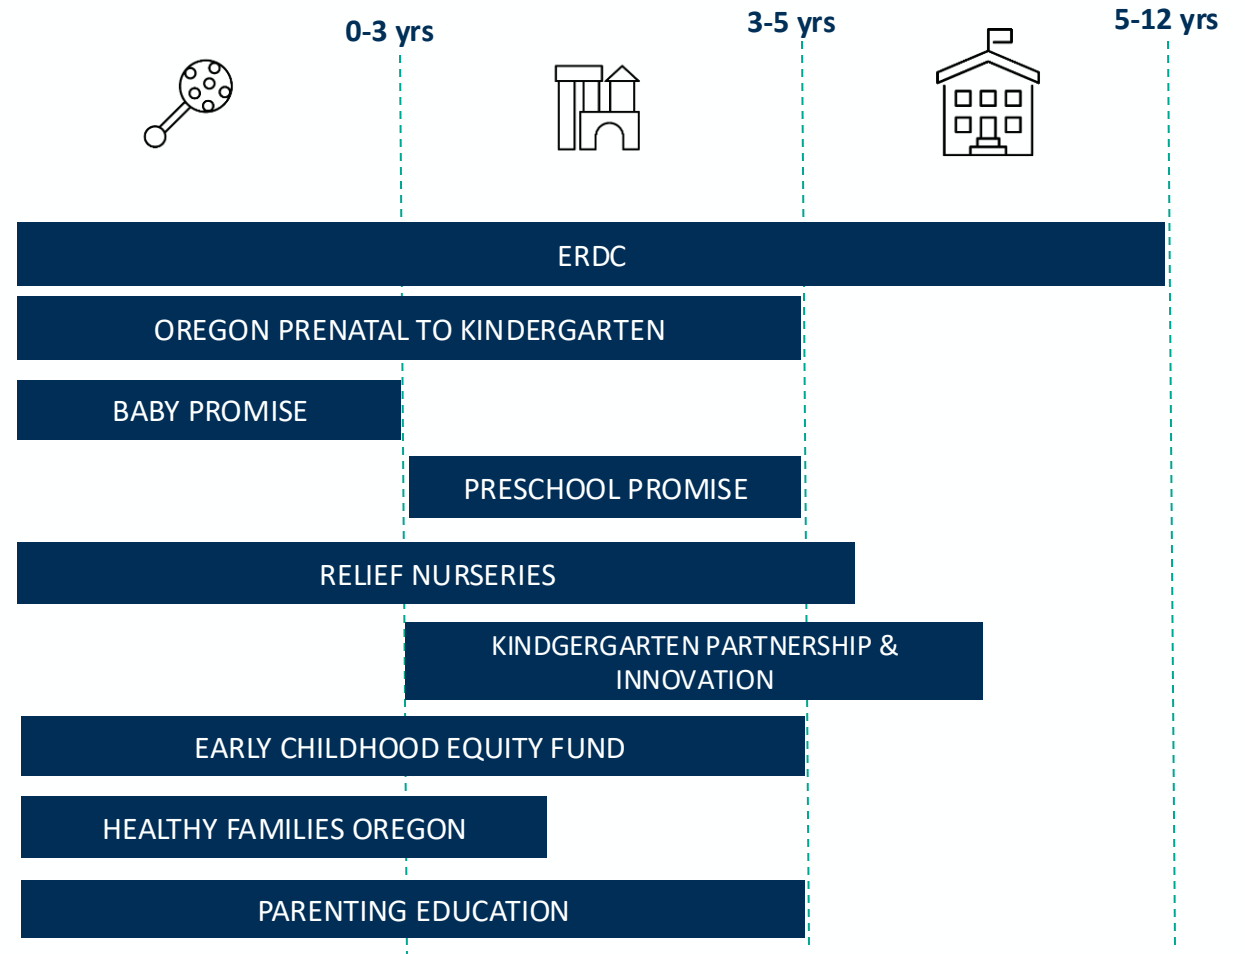 0-3 yrs
3-5 yrs
5-12 yrs
ERDC
OREGON PRENATAL TO KINDERGARTEN
BABY PROMISE
PRESCHOOL PROMISE
RELIEF NURSERIES
KINDGERGARTEN PARTNERSHIP &
INNOVATION
EARLY CHILDHOOD EQUITY FUND
HEALTHY FAMILIES OREGON
PARENTING EDUCATION